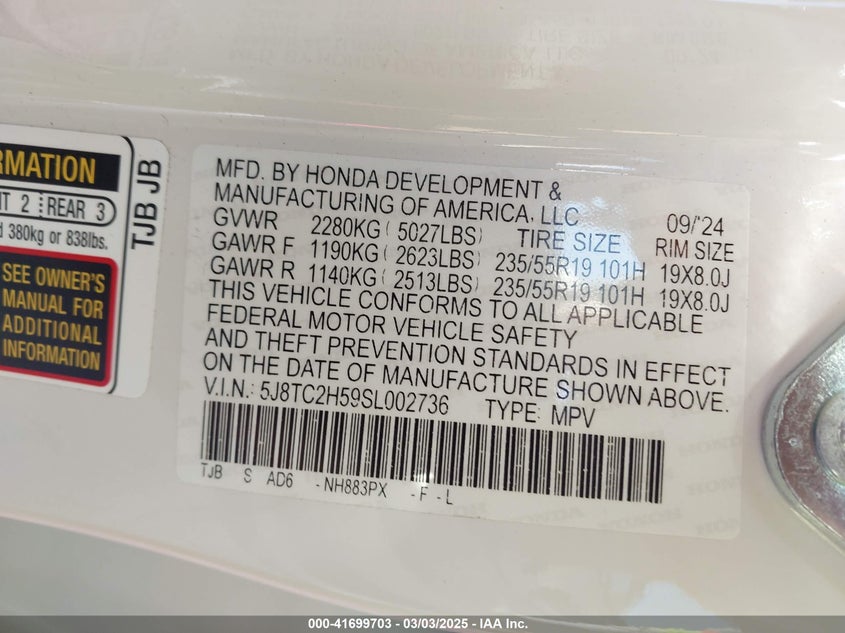 RMATION
T 2 REAR 3
380kg or 838lbs.
SEE OWNER'S
MANUAL FOR
ADDITIONAL
INFORMATION
TJB JB
MFD. BY HONDA DEVELOPMENT &
MANUFACTURING OF AMERICA, LLC 09/'24
GVWR 2280KG( 5027LBS) TIRE SIZE RIM SIZE
GAWR F 1190KG( 2623LBS) 235/55R19 101H 19X8.0J
GAWR R 1140KG( 2513LBS) 235/55R19 101H 19X8.0J
THIS VEHICLE CONFORMS TO ALL APPLICABLE
FEDERAL MOTOR VEHICLE SAFETY
AND THEFT PREVENTION STANDARDS IN EFFECT
ON THE DATE OF MANUFACTURE SHOWN ABOVE.
V.I.N.: 5J8TC2H59SL002736 TYPE: MPV
TJB S AD6 -NH883PX -F -L
000-41699703 - 03/03/2025 - IAA Inc.